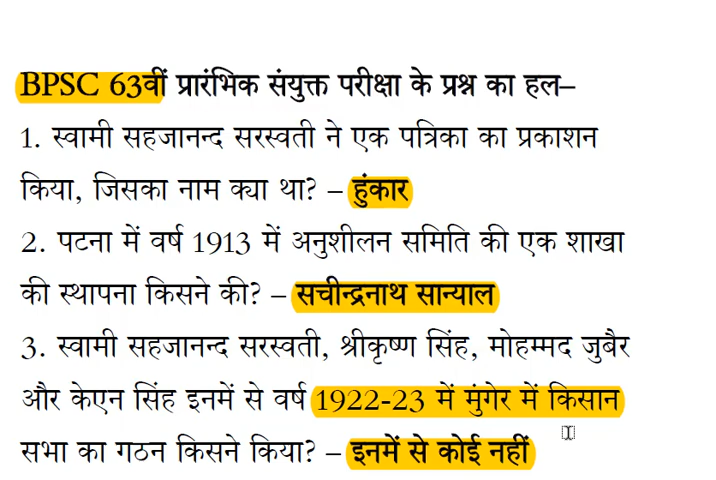 BPSC 63वीं प्रारंभिक संयुक्त परीक्षा के प्रश्न का हल–
1. स्वामी सहजानन्द सरस्वती ने एक पत्रिका का प्रकाशन
किया, जिसका नाम क्या था? – हुंकार
2. पटना में वर्ष 1913 में अनुशीलन समिति की एक शाखा
की स्थापना किसने की? – सचीन्द्रनाथ सान्याल
3. स्वामी सहजानन्द सरस्वती, श्रीकृष्ण सिंह, मोहम्मद जुबैर
और केएन सिंह इनमें से वर्ष 1922-23 में मुंगेर में किसान
सभा का गठन किसने किया? – इनमें से कोई नहीं